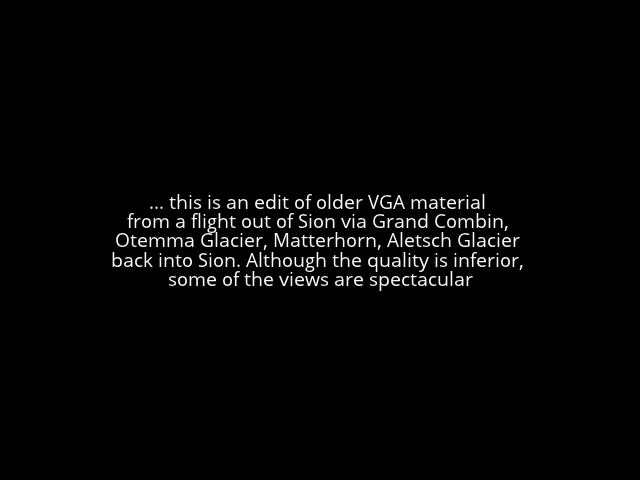 ... this is an edit of older VGA material
from a flight out of Sion via Grand Combin,
Otemma Glacier, Matterhorn, Aletsch Glacier
back into Sion. Although the quality is inferior,
some of the views are spectacular